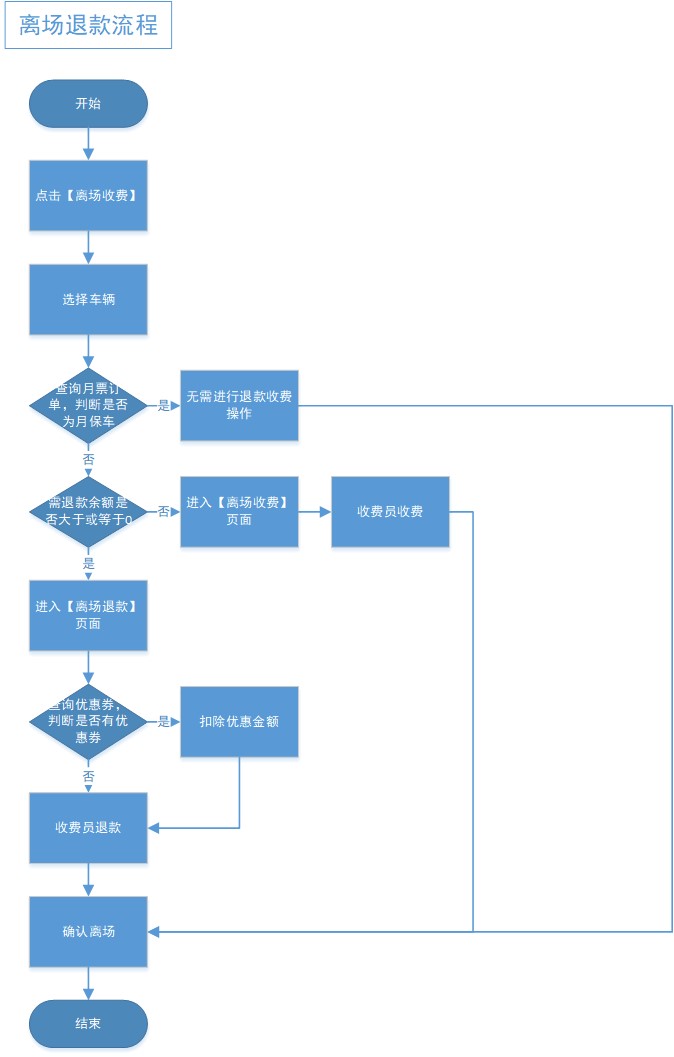 离场退款流程
开始
点击【离场收费】
选择车辆
查询月票订
单，判断是否
为月保车
是
无需进行退款收费
操作
否
需退款金额是
否大于或等于0
否
进入【离场收费】
页面
收费员收费
是
进入【离场退款】
页面
查询优惠券，
判断是否有优
惠券
是
扣除优惠金额
否
收费员退款
确认离场
结束